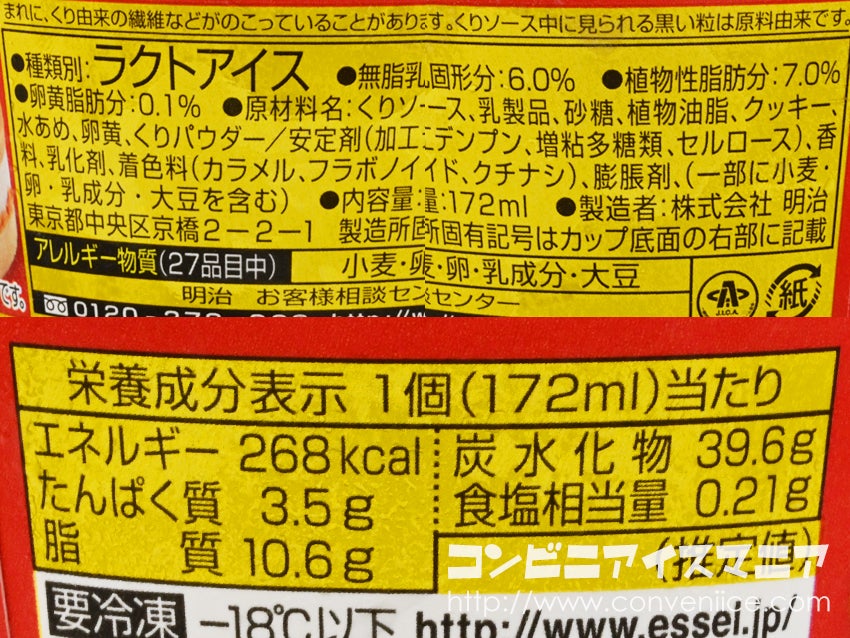 まれに、くり由来の繊維などがのこっていることがあります。くりソース中に見られる黒い粒は原料由来です。
●種類別:ラクトアイス ●無脂乳固形分:6.0% ●植物性脂肪分:7.0%
●卵黄脂肪分:0.1% ●原材料名:くりソース、乳製品、砂糖、植物油脂、クッキー、
水あめ、卵黄、くりパウダー/安定剤(加工デンプン、増粘多糖類、セルロース)、香
料、乳化剤、着色料(カラメル、フラボノイド、クチナシ)、膨脹剤、(一部に小麦・
卵・乳成分・大豆を含む) ●内容量:172ml ●製造者:株式会社 明治
東京都中央区京橋2-2-1 製造所固有記号はカップ底面の右部に記載
アレルギー物質(27品目中) 小麦・卵・乳成分・大豆
です。
明治 お客様相談センター
0120
紙
栄養成分表示 1個(172ml)当たり
エネルギー 268kcal 炭水化物 39.6g
たんぱく質 3.5g 食塩相当量 0.21g
脂質 10.6g (推定値)
コンビニアイスマニア
要冷凍 -18℃以下 http://www.essel.jp/
http://www.conveniice.com/